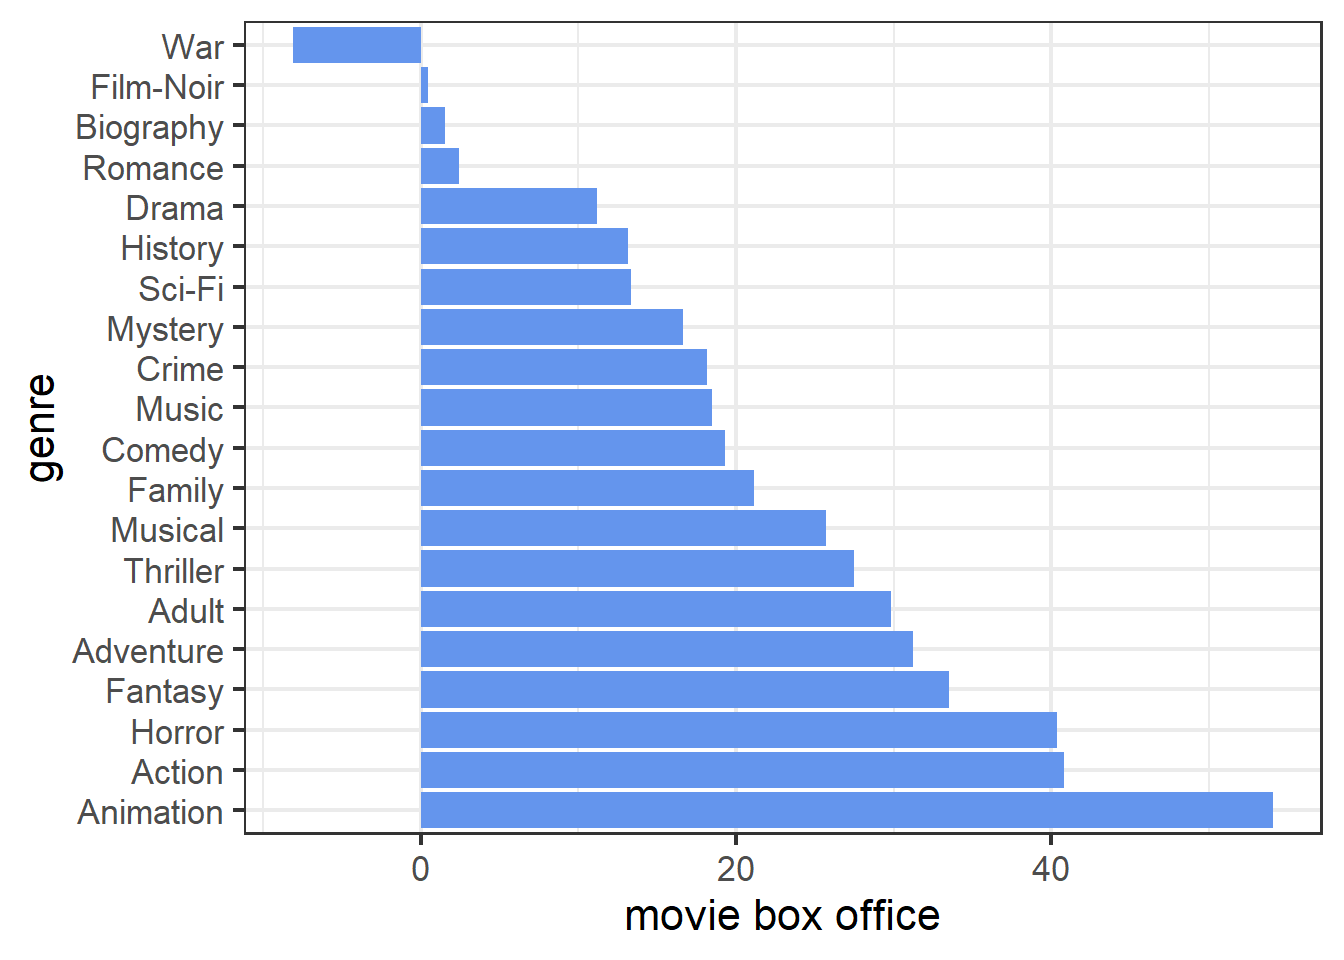 War
Film-Noir
Biography
Romance
Drama
History
Sci-Fi
Mystery
Crime
Music
Comedy
Family
Musical
Thriller
Adult
Adventure
Fantasy
Horror
Action
Animation
genre
0 20 40
movie box office